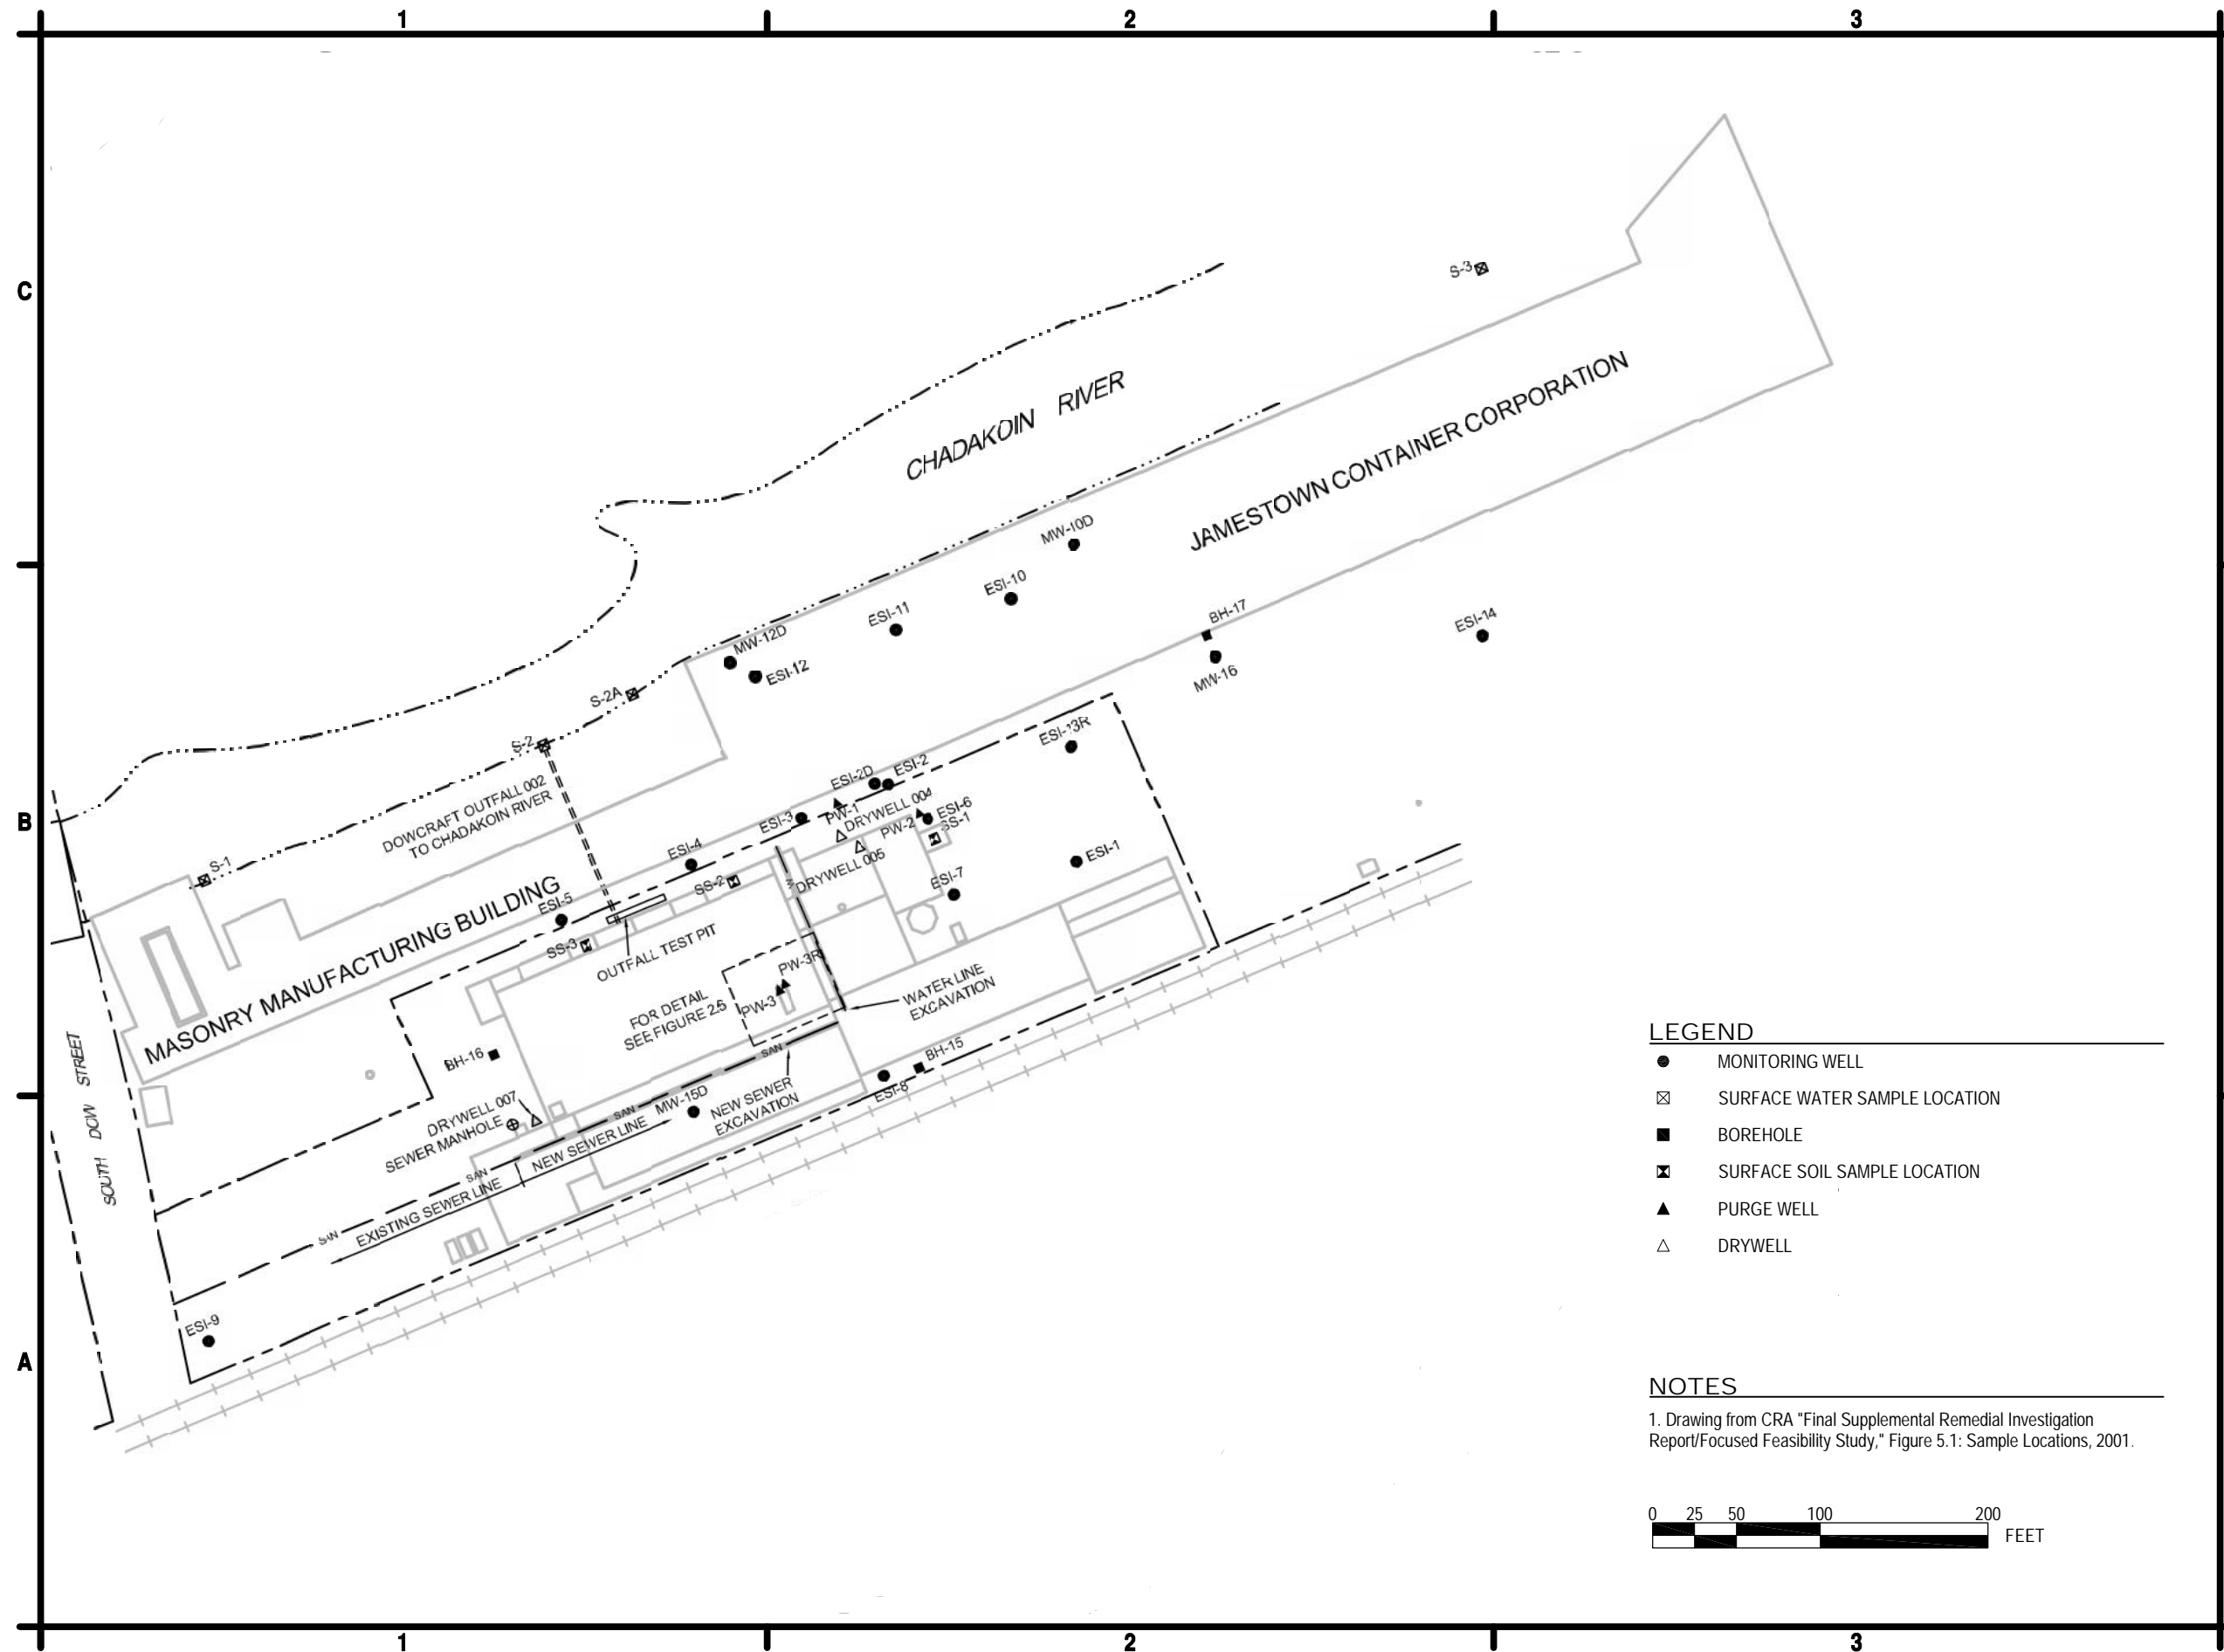 1 2 3
C
S-3
CHADAKOIN RIVER
JAMESTOWN CONTAINER CORPORATION
MW-10D
ESI-10
ESI-11
BH-17
ESI-14
MW-16
MW-12D
ESI-12
S-2A
S-2
ESI-13R
ESI-2D
ESI-2
DOWCRAFT OUTFALL 002
TO CHADAKOIN RIVER
B
PW-1
DRYWELL 004
ESI-6
ESI-3
PW-2
SS-1
ESI-4
DRYWELL 005
ESI-1
S-1
SS-2
ESI-7
ESI-5
MASONRY MANUFACTURING BUILDING
SS-3
OUTFALL TEST PIT
PW-3R
PW-3
WATER LINE
EXCAVATION
FOR DETAIL
SEE FIGURE 2.5
SOUTH DOW STREET
BH-16
SAN
BH-15
ESI-8
NEW SEWER
EXCAVATION
MW-15D
SAN
DRYWELL 007
SEWER MANHOLE
NEW SEWER LINE
SAN
EXISTING SEWER LINE
SAN
ESI-9
A
LEGEND
MONITORING WELL
SURFACE WATER SAMPLE LOCATION
BOREHOLE
SURFACE SOIL SAMPLE LOCATION
PURGE WELL
DRYWELL
NOTES
1. Drawing from CRA "Final Supplemental Remedial Investigation
Report/Focused Feasibility Study," Figure 5.1: Sample Locations, 2001.
0 25 50 100 200
FEET
1 2 3